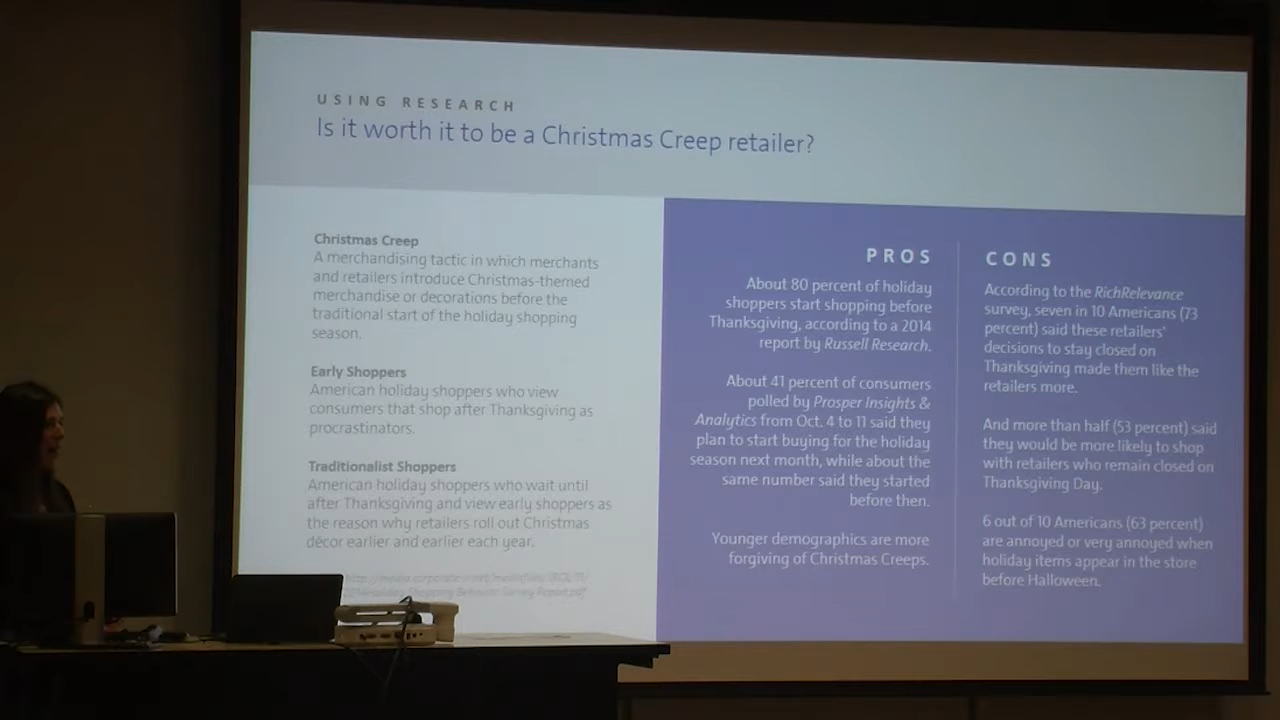 USING RESEARCH
Is it worth it to be a Christmas Creep retailer?
Christmas Creep
A merchandising tactic in which merchants
and retailers introduce Christmas-themed
merchandise or decorations before the
traditional start of the holiday shopping
season.
Early Shoppers
American holiday shoppers who view
consumers that shop after Thanksgiving as
procrastinators.
Traditionalist Shoppers
American holiday shoppers who wait until
after Thanksgiving and view early shoppers as
the reason why retailers roll out Christmas
décor earlier and earlier each year.
PROS
About 80 percent of holiday
shoppers start shopping before
Thanksgiving, according to a 2014
report by Russell Research.
About 41 percent of consumers
polled by Prosper Insights &
Analytics from Oct. 4 to 11 said they
plan to start buying for the holiday
season next month, while about the
same number said they started
before then.
Younger demographics are more
forgiving of Christmas Creeps.
CONS
According to the RichRelevance
survey, seven in 10 Americans (73
percent) said these retailers'
decisions to stay closed on
Thanksgiving made them like the
retailers more.
And more than half (53 percent) said
they would be more likely to shop
with retailers who remain closed on
Thanksgiving Day.
6 out of 10 Americans (63 percent)
are annoyed or very annoyed when
holiday items appear in the store
before Halloween.